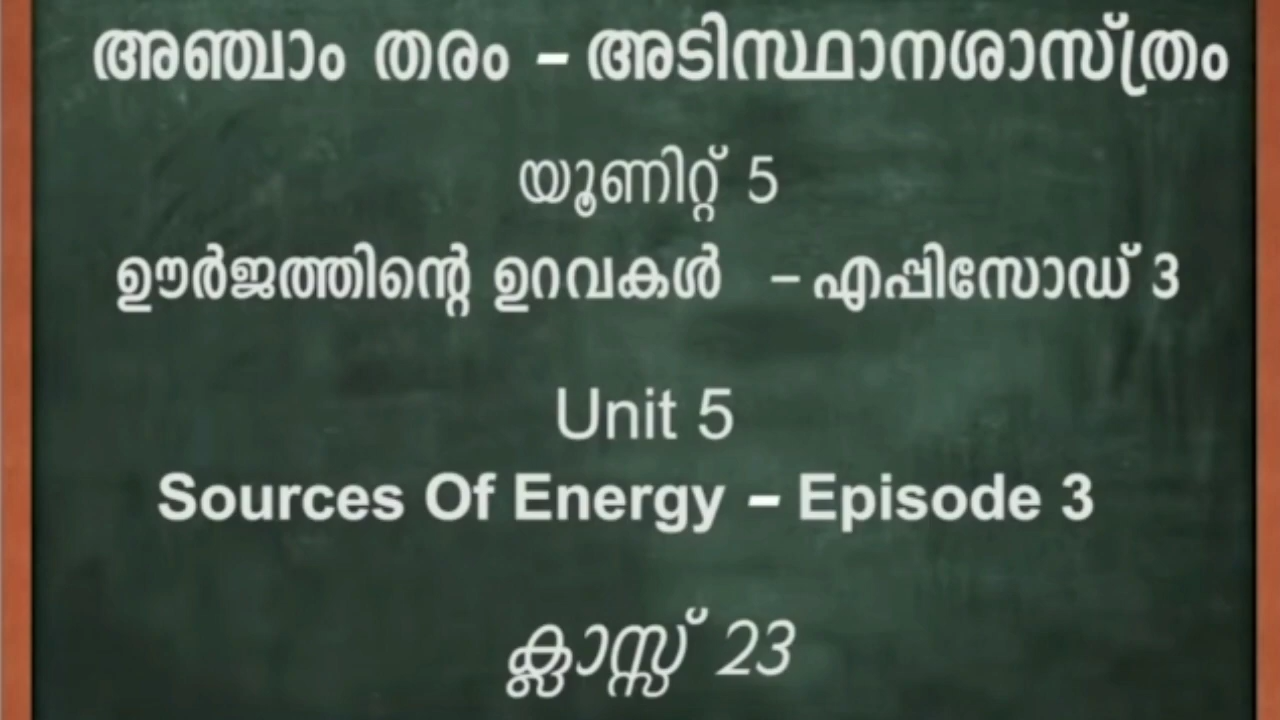 അഞ്ചാം തരം – അടിസ്ഥാനശാസ്ത്രം
യൂണിറ്റ് 5
ഊർജത്തിന്റെ ഉറവകൾ – എപ്പിസോഡ് 3
Unit 5
Sources Of Energy – Episode 3
ക്ലാസ്സ് 23